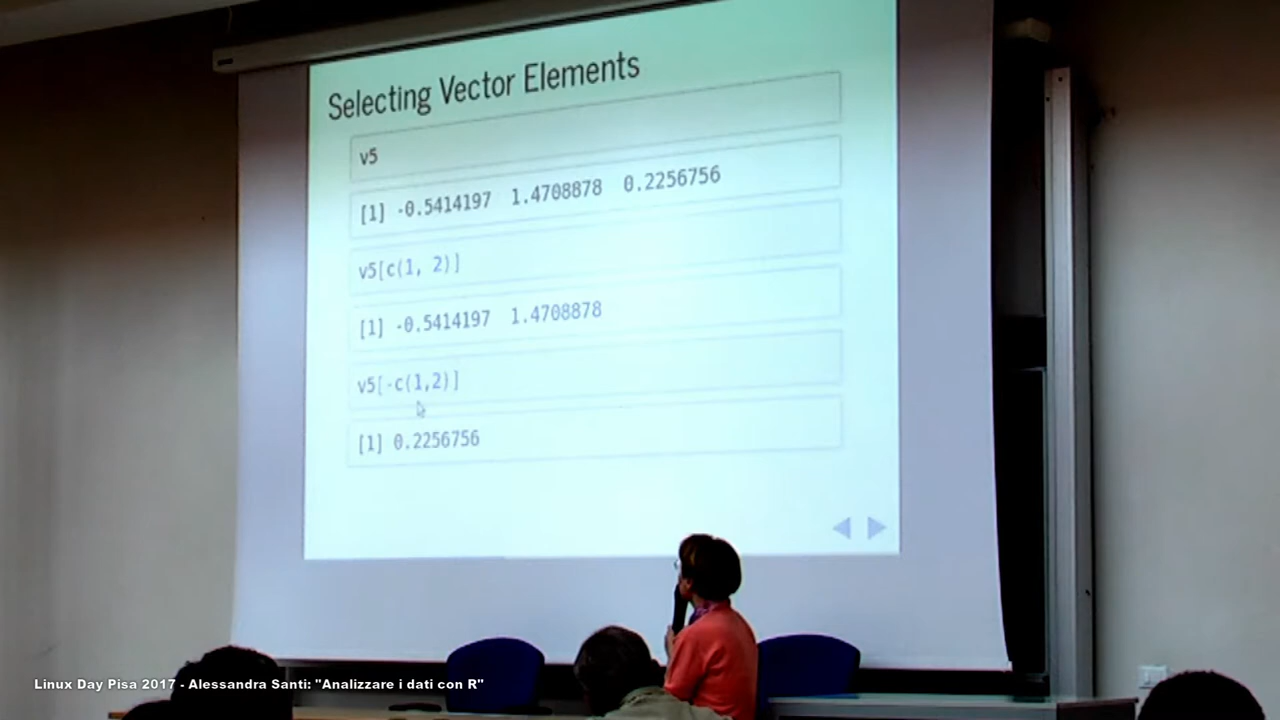 Selecting Vector Elements
v5
[1] -0.5414197 1.4708878 0.2256756
v5[c(1, 2)]
[1] -0.5414197 1.4708878
v5[-c(1,2)]
[1] 0.2256756
Linux Day Pisa 2017 - Alessandra Santi: "Analizzare i dati con R"